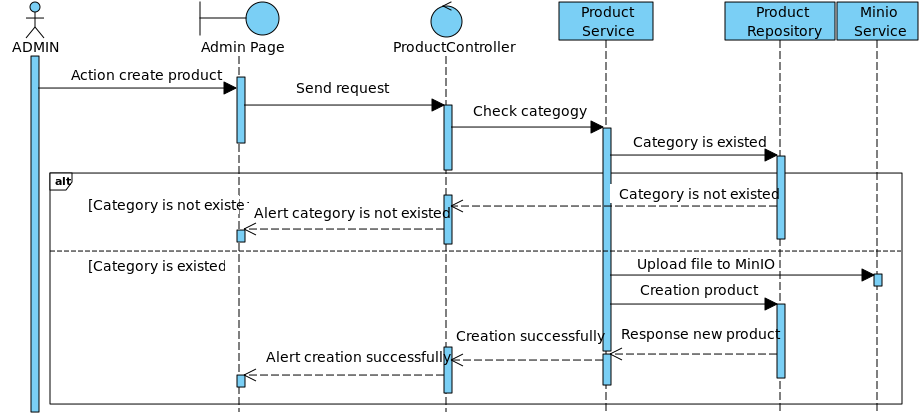 Product
Service
Product
Repository
Minio
Service
ADMIN
Admin Page
ProductController
Action create product
Send request
Check categogy
Category is existed
alt
[Category is not existe
Category is not existed
Alert category is not existed
[Category is existed
Upload file to MinIO
Creation product
Creation successfully
Response new product
Alert creation successfully